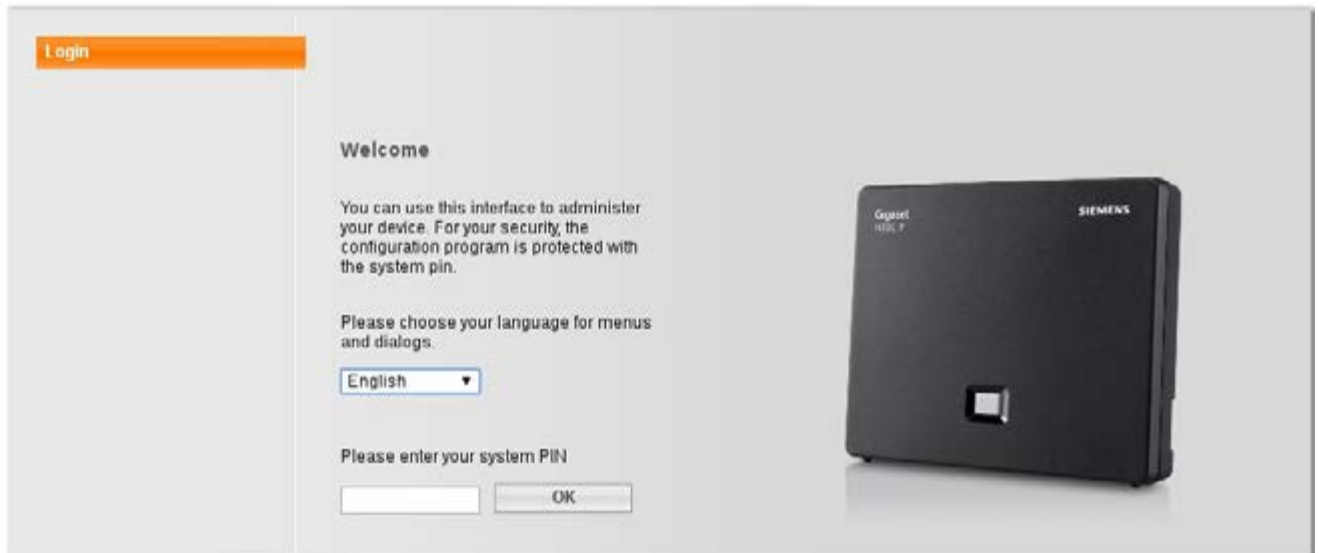 Login
Welcome
You can use this interface to administer
your device. For your security, the
configuration program is protected with
the system pin.
Please choose your language for menus
and dialogs.
English
Please enter your system PIN
OK
Gigaset
SIEMENS